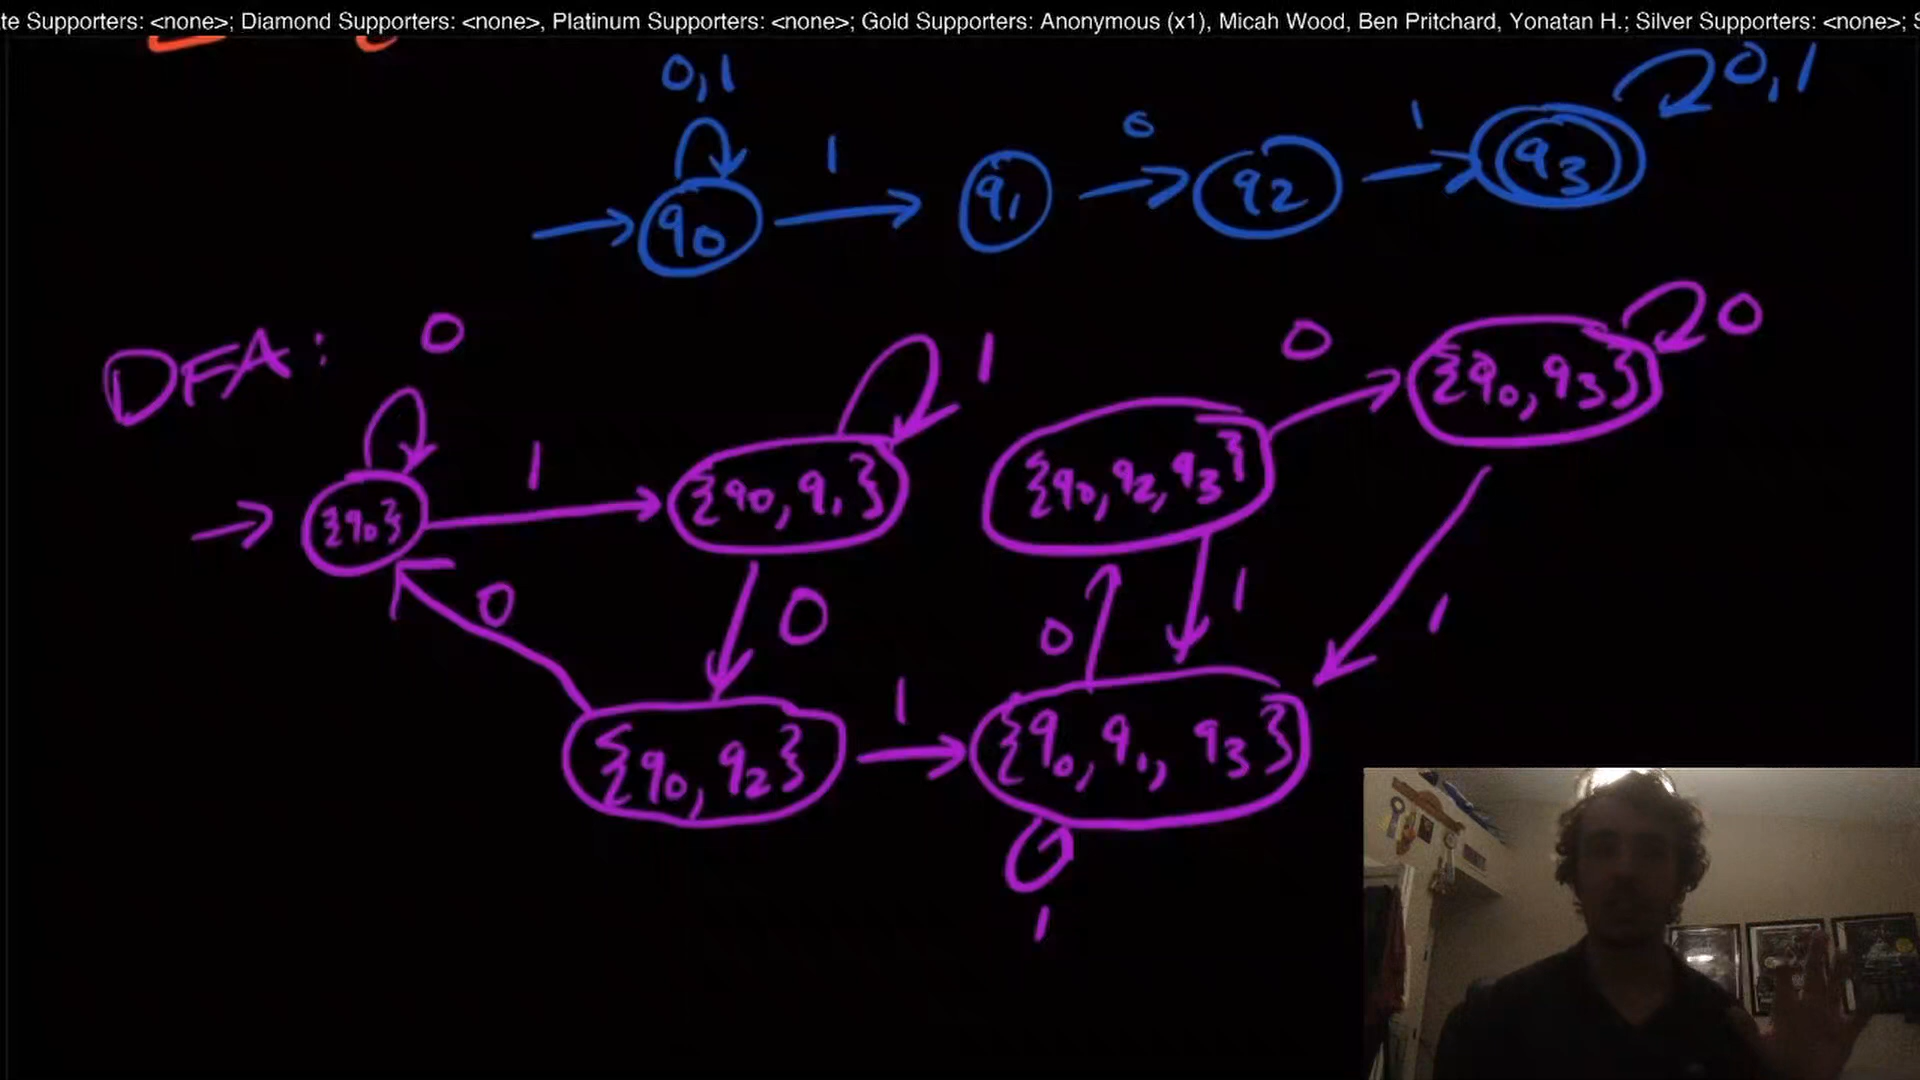 te Supporters: <none>; Diamond Supporters: <none>, Platinum Supporters: <none>; Gold Supporters: Anonymous (x1), Micah Wood, Ben Pritchard, Yonatan H.; Silver Supporters: <none>; S
0,1
1
0
1
0,1
q0
q1
q2
q3
DFA:
0
1
0
0
{q0}
1
{q0, q1}
{q0, q2, q3}
{q0, q3}
0
0
0
1
1
{q0, q2}
1
{q0, q1, q3}
1